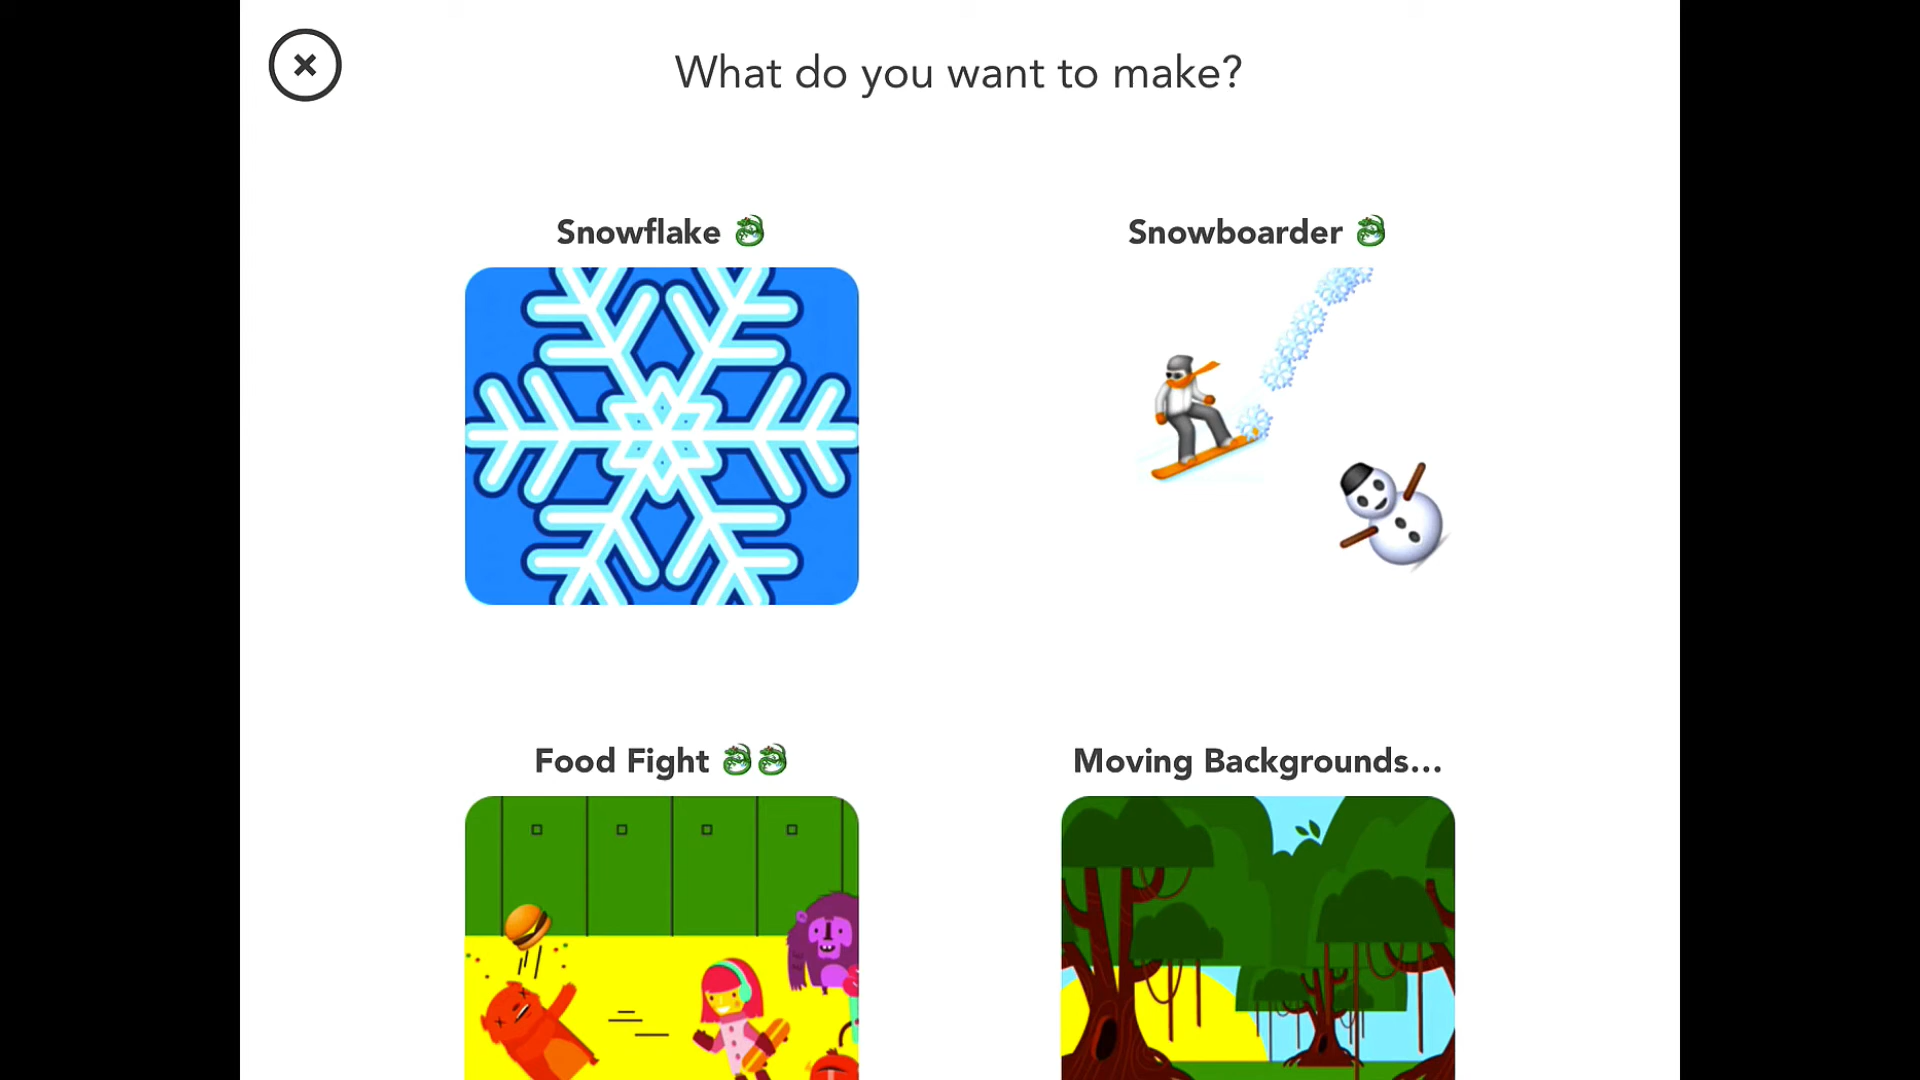 What do you want to make?
Snowflake 🐉
Snowboarder 🐉
Food Fight 🐉🐉
Moving Backgrounds...